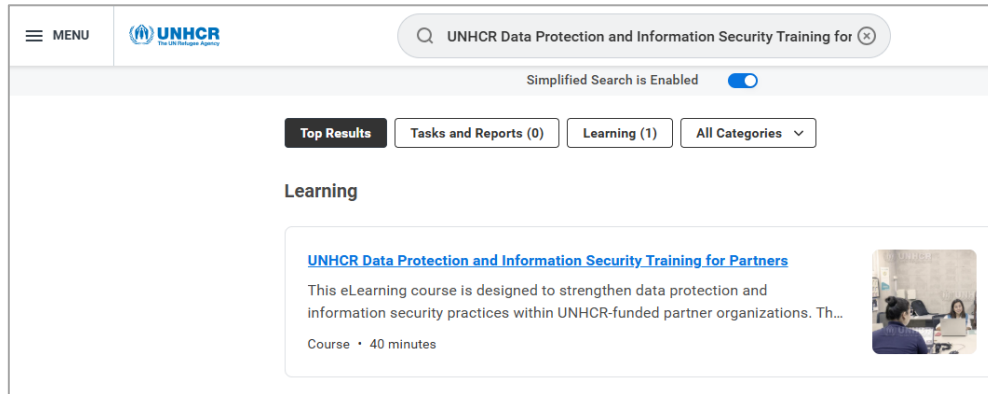 MENU
UNHCR
The UN Refugee Agency
UNHCR Data Protection and Information Security Training for
Simplified Search is Enabled
Top Results
Tasks and Reports (0)
Learning (1)
All Categories
Learning
UNHCR Data Protection and Information Security Training for Partners
This eLearning course is designed to strengthen data protection and
information security practices within UNHCR-funded partner organizations. Th...
Course • 40 minutes